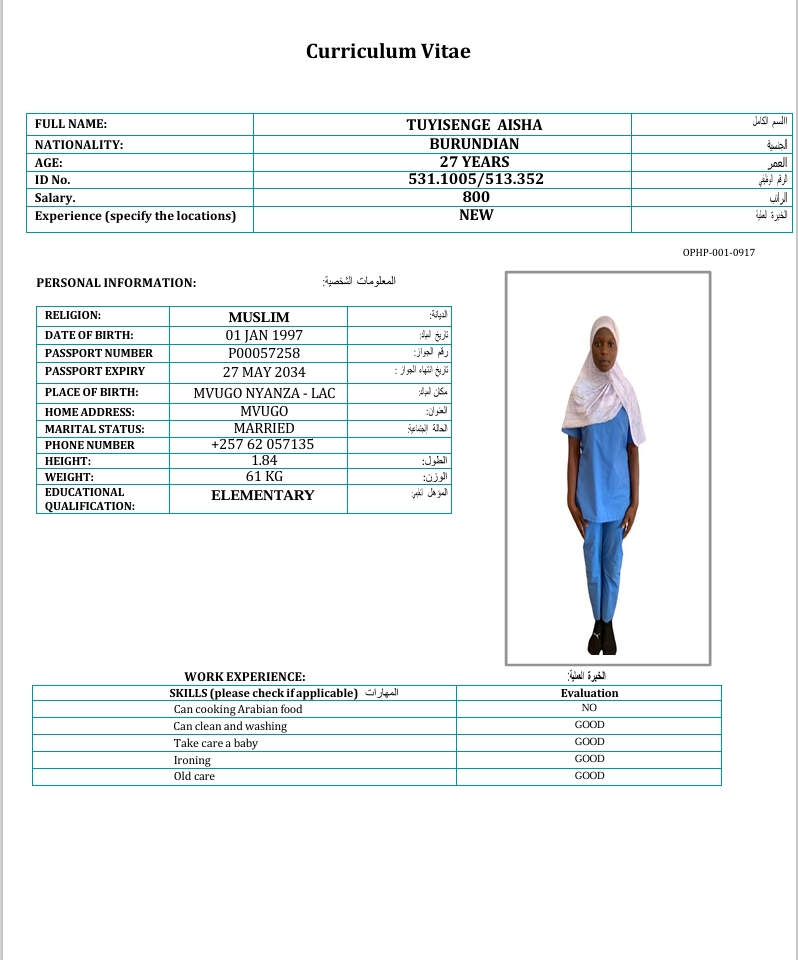 Curriculum Vitae
FULL NAME: TUYISENGE AISHA االسم الكامل
NATIONALITY: BURUNDIAN الجنسية
AGE: 27 YEARS العمر
ID No. 531.1005/513.352 الرقم الوظيفي
Salary. 800 الراتب
Experience (specify the locations) NEW الخبرة العملية
OPHP-001-0917
PERSONAL INFORMATION: المعلومات الشخصية:
RELIGION: MUSLIM الديانة:
DATE OF BIRTH: 01 JAN 1997 تاريخ
PASSPORT NUMBER P00057258 رقم الجواز:
PASSPORT EXPIRY 27 MAY 2034 تاريخ انتهاء الجواز :
PLACE OF BIRTH: MVUGO NYANZA - LAC مكان
HOME ADDRESS: MVUGO العنوان:
MARITAL STATUS: MARRIED الحالة
PHONE NUMBER +257 62 057135
HEIGHT: 1.84 الطول:
WEIGHT: 61 KG الوزن:
EDUCATIONAL ELEMENTARY المؤهل
QUALIFICATION:
WORK EXPERIENCE: الخبرة العملية:
SKILLS (please check if applicable) المهارات Evaluation
Can cooking Arabian food NO
Can clean and washing GOOD
Take care a baby GOOD
Ironing GOOD
Old care GOOD